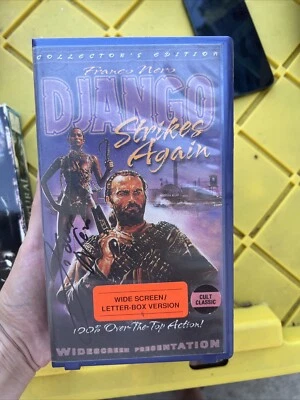 COLLECTOR'S EDITION
Franco Nero
DJANGO
Strikes
Again
WIDE SCREEN/
LETTER-BOX VERSION
CULT
CLASSIC
100% Over-The-Top Action!
WIDESCREEN PRESENTATION